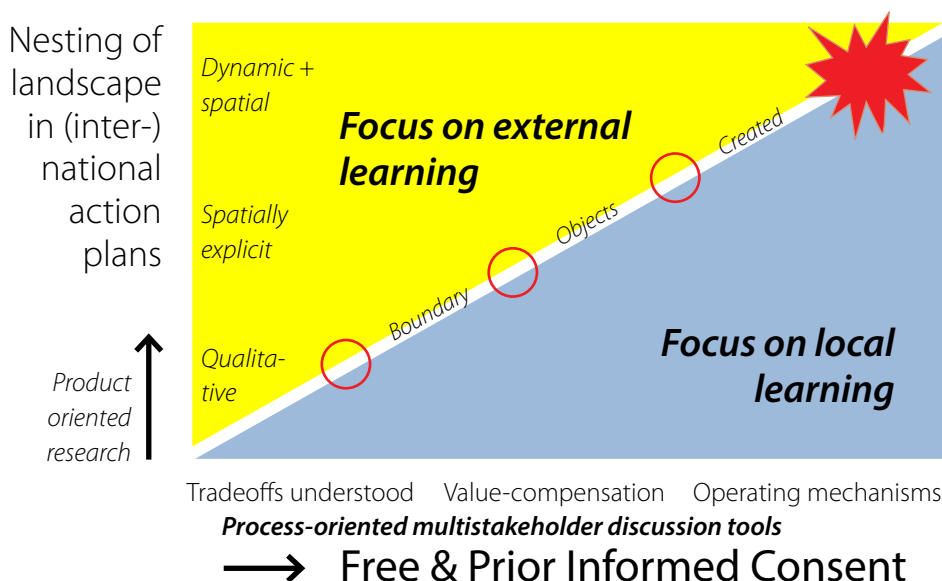 Nesting of
landscape
in (inter-)
national
action
plans
Product
oriented
research
Dynamic +
spatial
Spatially
explicit
Qualita-
tive
Focus on external
learning
Boundary
Objects
Created
Focus on local
learning
Tradeoffs understood Value-compensation Operating mechanisms
Process-oriented multistakeholder discussion tools
Free & Prior Informed Consent